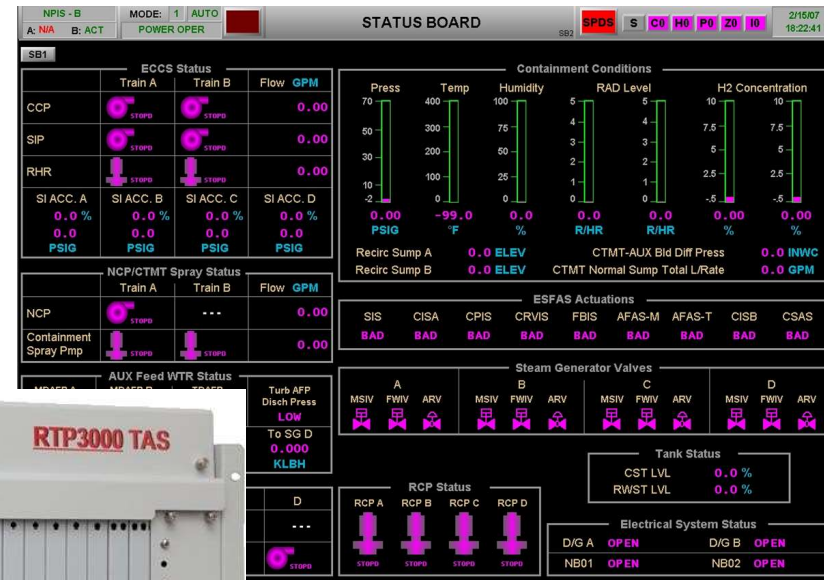 NPIS - B
A: N/A B: ACT
MODE: 1 AUTO
POWER OPER
STATUS BOARD
SB2
SPDS
S C0 H0 P0 Z0 I0
2/15/07
18:22:41
SB1
ECCS Status
Train A Train B Flow GPM
CCP STOPD STOPD 0.00
SIP STOPD STOPD 0.00
RHR STOPD STOPD 0.00
SI ACC. A SI ACC. B SI ACC. C SI ACC. D
0.0 % 0.0 % 0.0 % 0.0 %
0.0 0.0 0.0 0.0
PSIG PSIG PSIG PSIG
NCP/CTMT Spray Status
Train A Train B Flow GPM
NCP STOPD --- 0.00
Containment
Spray Pmp STOPD STOPD 0.00
AUX Feed WTR Status
Turb AFP
Disch Press
LOW
To SG D
0.000
KLBH
D
---
STOPD
RTP3000 TAS
Containment Conditions
Press Temp Humidity RAD Level H2 Concentration
70 400 100 5 5 10 10
50 300 75 4 4 7.5 7.5
30 200 50 3 3 5 5
10 100 25 2 2 2.5 2.5
1 1
-2 0 0 0 0 -.5 -.5
0.00 -99.0 0.0 0.0 0.0 0.00 0.00
PSIG °F % R/HR R/HR % %
Recirc Sump A 0.0 ELEV CTMT-AUX Bld Diff Press 0.0 INWC
Recirc Sump B 0.0 ELEV CTMT Normal Sump Total L/Rate 0.0 GPM
ESFAS Actuations
SIS CISA CPIS CRVIS FBIS AFAS-M AFAS-T CISB CSAS
BAD BAD BAD BAD BAD BAD BAD BAD BAD
Steam Generator Valves
A B C D
MSIV FWIV ARV MSIV FWIV ARV MSIV FWIV ARV MSIV FWIV ARV
Tank Status
CST LVL 0.0 %
RWST LVL 0.0 %
RCP Status
RCP A RCP B RCP C RCP D
STOPD STOPD STOPD STOPD
Electrical System Status
D/G A OPEN D/G B OPEN
NB01 OPEN NB02 OPEN